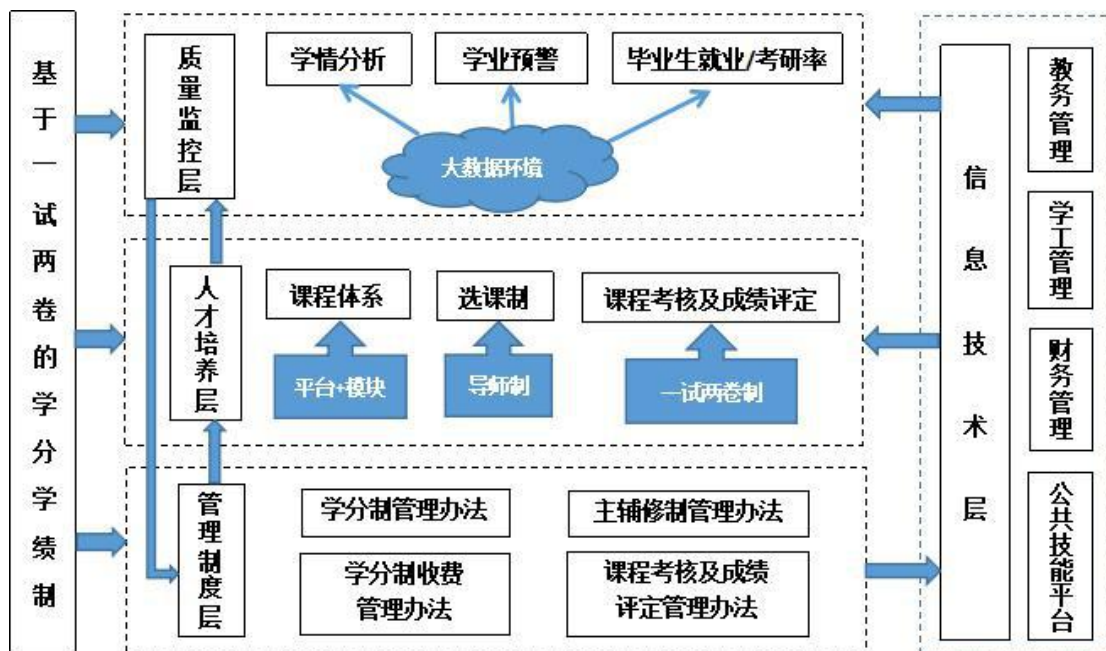 基于一试两卷的学分学绩制
质量监控层
学情分析
学业预警
毕业生就业/考研率
大数据环境
人才培养层
课程体系
选课制
课程考核及成绩评定
平台+模块
导师制
一试两卷制
管理制度层
学分制管理办法
主辅修制管理办法
学分制收费
管理办法
课程考核及成绩
评定管理办法
信息技术层
教务管理
学工管理
财务管理
公共技能平台